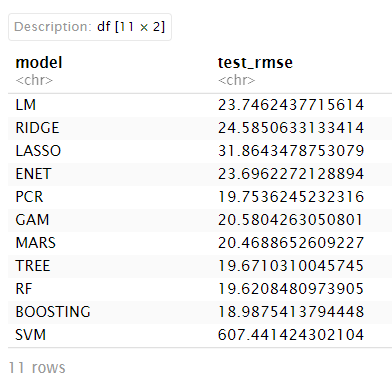 Description: df [11 × 2]
model test_rmse
<chr> <chr>
LM 23.7462437715614
RIDGE 24.5850633133414
LASSO 31.8643478753079
ENET 23.6962272128894
PCR 19.7536245232316
GAM 20.5804263050801
MARS 20.4688652609227
TREE 19.6710310045745
RF 19.6208480973905
BOOSTING 18.9875413794448
SVM 607.441424302104
11 rows